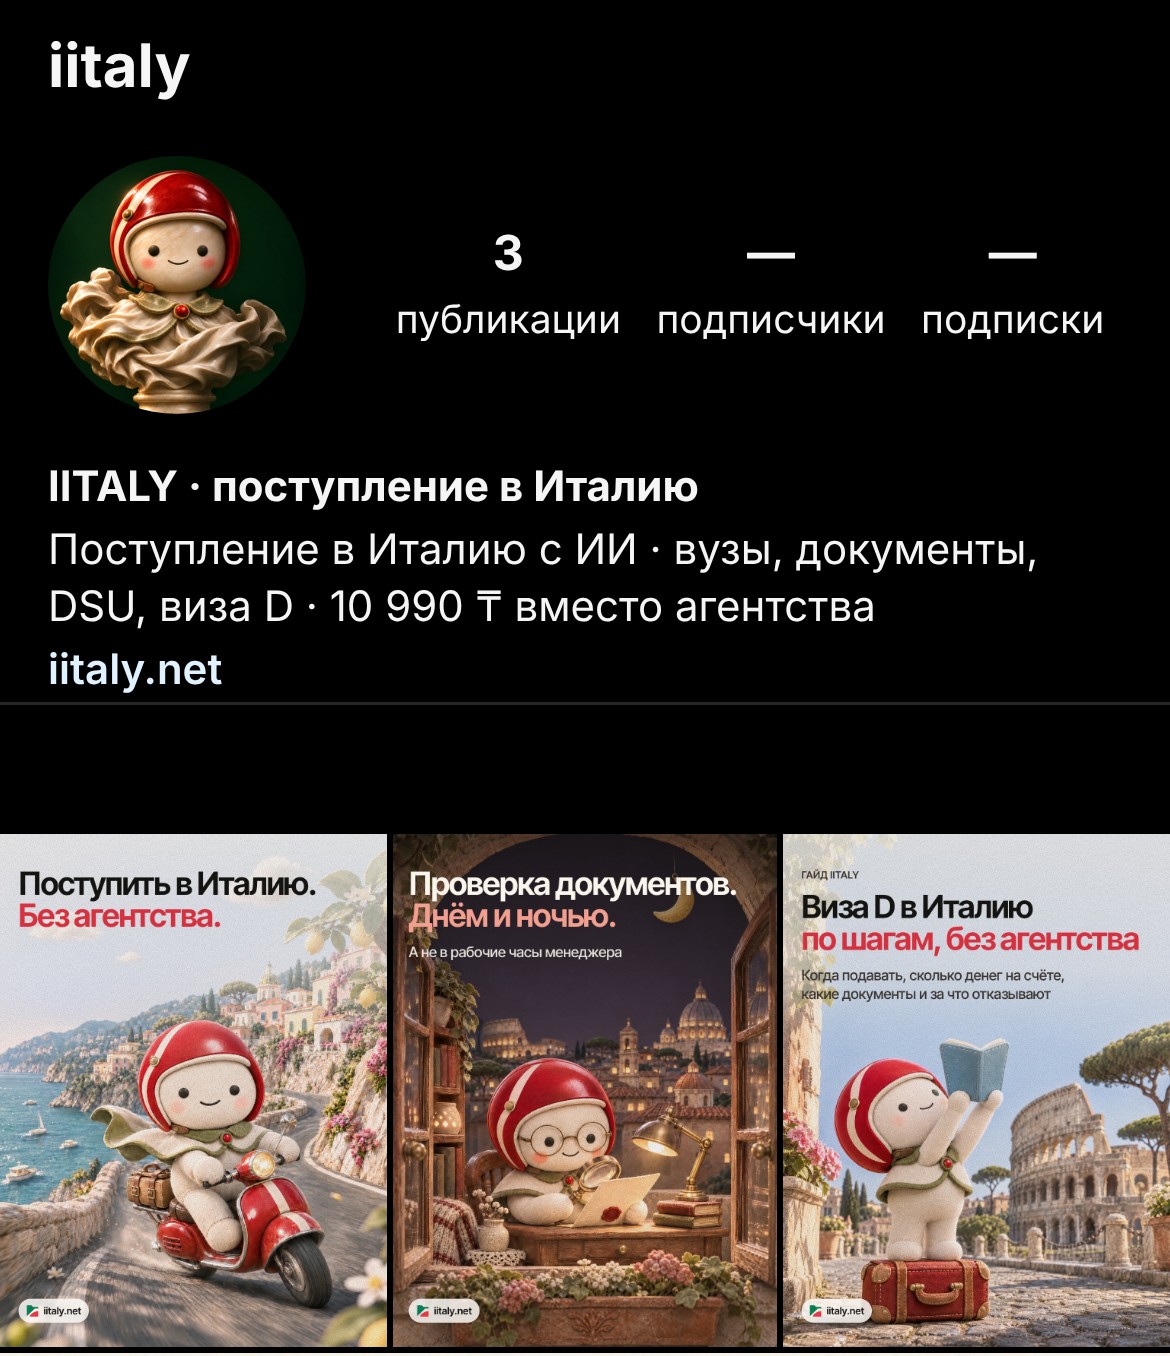 iitaly
3
—
—
публикации
подписчики
подписки
IITALY · поступление в Италию
Поступление в Италию с ИИ · вузы, документы,
DSU, виза D · 10 990 ₸ вместо агентства
iitaly.net
Поступить в Италию.
Без агентства.
iitaly.net
Проверка документов.
Днём и ночью.
А не в рабочие часы менеджера
iitaly.net
ГАЙД IITALY
Виза D в Италию
по шагам, без агентства
Когда подавать, сколько денег на счёте,
какие документы и за что отказывают
iitaly.net